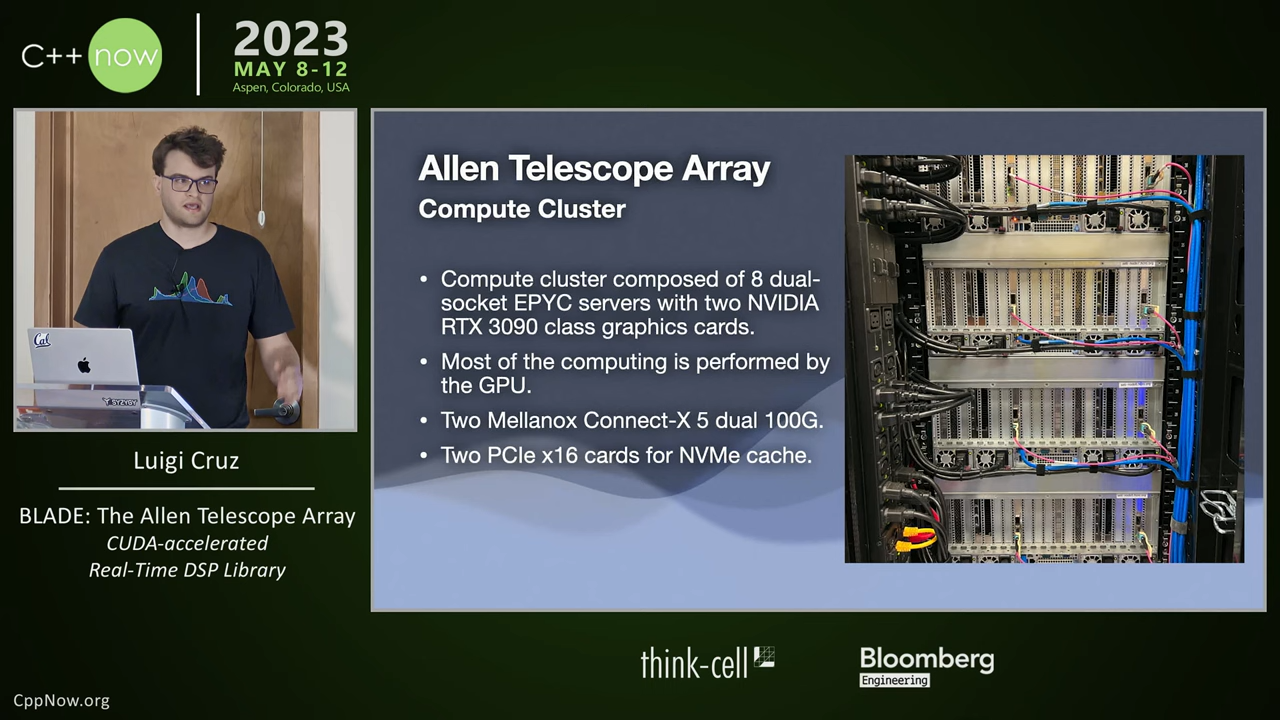 C++ now
2023
MAY 8-12
Aspen, Colorado, USA
Cal
SYZYGY
Luigi Cruz
BLADE: The Allen Telescope Array
CUDA-accelerated
Real-Time DSP Library
Allen Telescope Array
Compute Cluster
• Compute cluster composed of 8 dual-
socket EPYC servers with two NVIDIA
RTX 3090 class graphics cards.
• Most of the computing is performed by
the GPU.
• Two Mellanox Connect-X 5 dual 100G.
• Two PCIe x16 cards for NVMe cache.
think-cell
Bloomberg
Engineering
CppNow.org